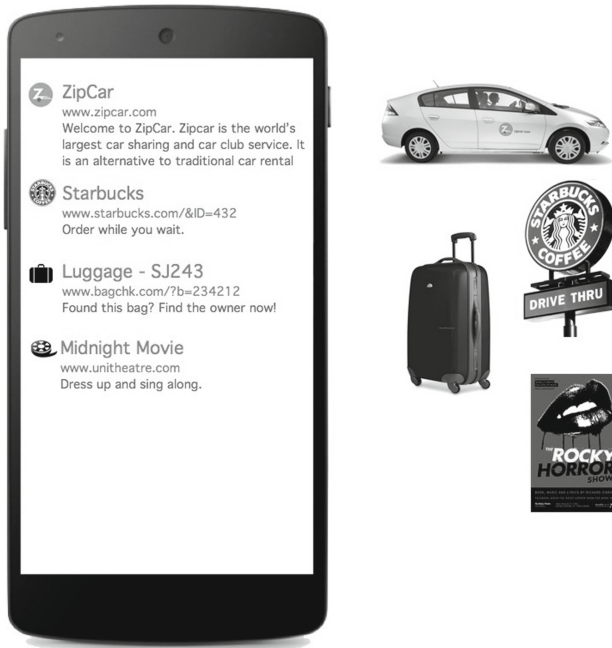 ZipCar
www.zipcar.com
Welcome to ZipCar. Zipcar is the world's
largest car sharing and car club service. It
is an alternative to traditional car rental
Starbucks
www.starbucks.com/&ID=432
Order while you wait.
Luggage - SJ243
www.bagchk.com/?b=234212
Found this bag? Find the owner now!
Midnight Movie
www.unitheatre.com
Dress up and sing along.
STARBUCKS
COFFEE
DRIVE THRU
THE
ROCKY
HORROR
SHOW